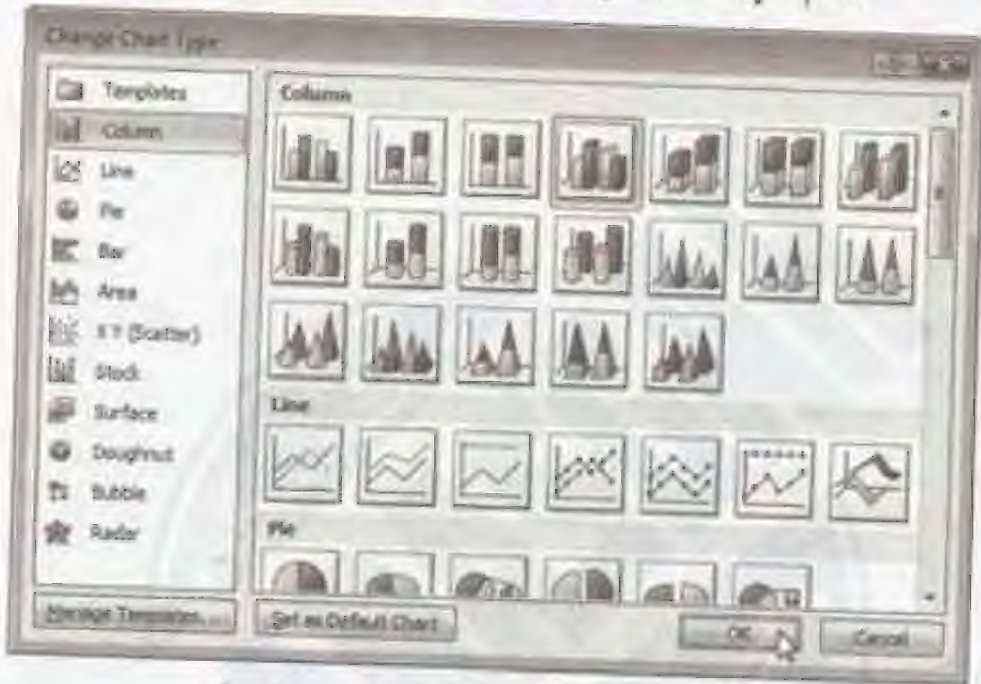 Change Chart Type
Templates
Column
Line
Pie
Bar
Area
X Y (Scatter)
Stock
Surface
Doughnut
Bubble
Radar
Manage Templates...
Column
Line
Pie
Set as Default Chart
OK
Cancel